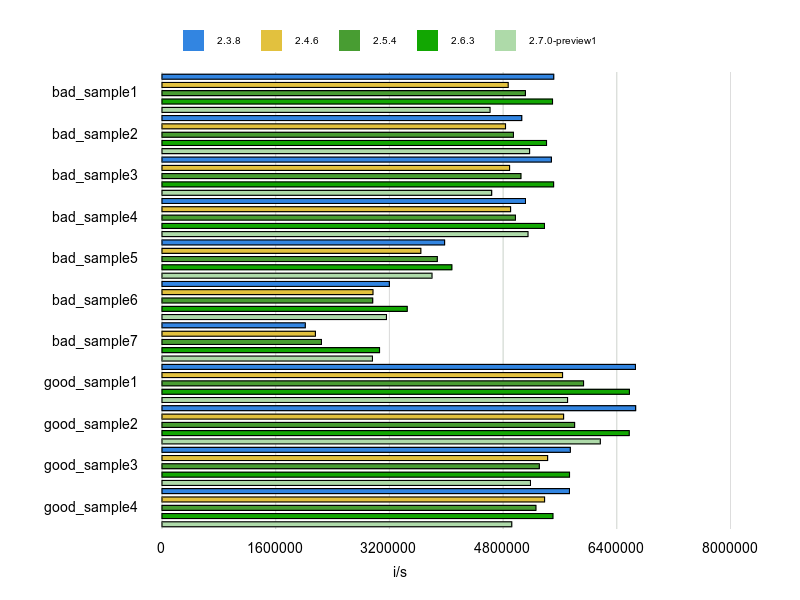 2.3.8 2.4.6 2.5.4 2.6.3 2.7.0-preview1
bad_sample1
bad_sample2
bad_sample3
bad_sample4
bad_sample5
bad_sample6
bad_sample7
good_sample1
good_sample2
good_sample3
good_sample4
0 1600000 3200000 4800000 6400000 8000000
i/s